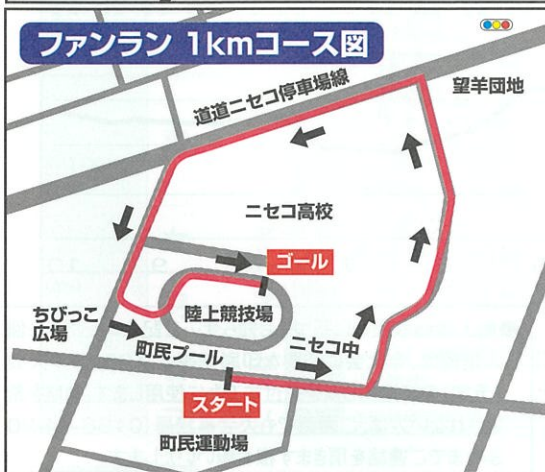 ファンラン 1kmコース図
道道ニセコ停車場線
望羊団地
ニセコ高校
ゴール
陸上競技場
ちびっこ
広場
町民プール
ニセコ中
スタート
町民運動場